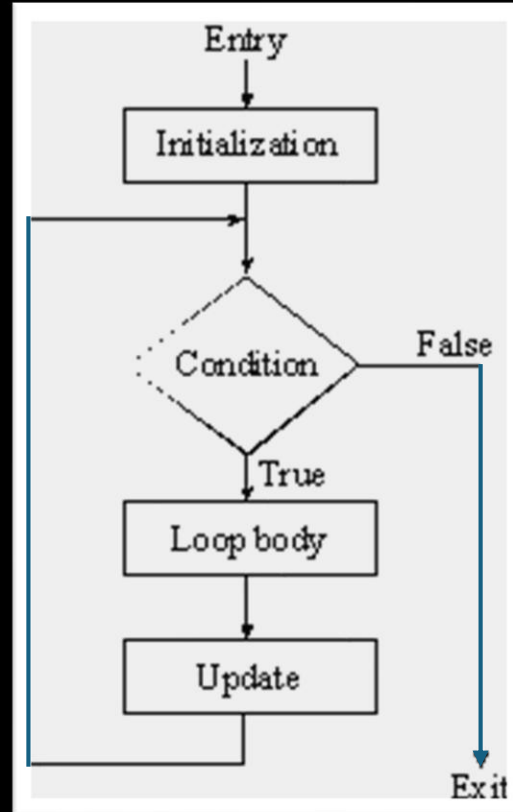 Entry
Initialization
Condition
False
True
Loop body
Update
Exit